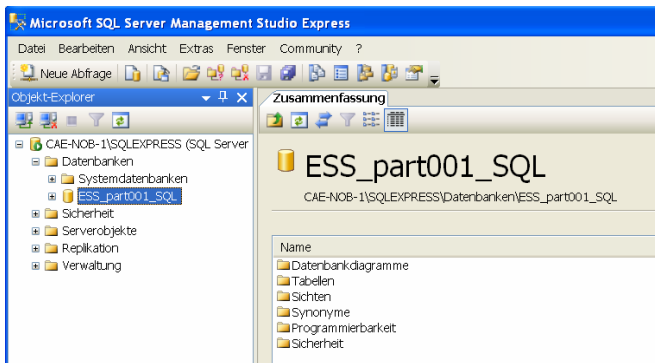 Microsoft SQL Server Management Studio Express
Datei Bearbeiten Ansicht Extras Fenster Community ?
Neue Abfrage
Objekt-Explorer
CAE-NOB-1\SQLEXPRESS (SQL Server
Datenbanken
Systemdatenbanken
ESS_part001_SQL
Sicherheit
Serverobjekte
Replikation
Verwaltung
Zusammenfassung
ESS_part001_SQL
CAE-NOB-1\SQLEXPRESS\Datenbanken\ESS_part001_SQL
Name
Datenbankdiagramme
Tabellen
Sichten
Synonyme
Programmierbarkeit
Sicherheit